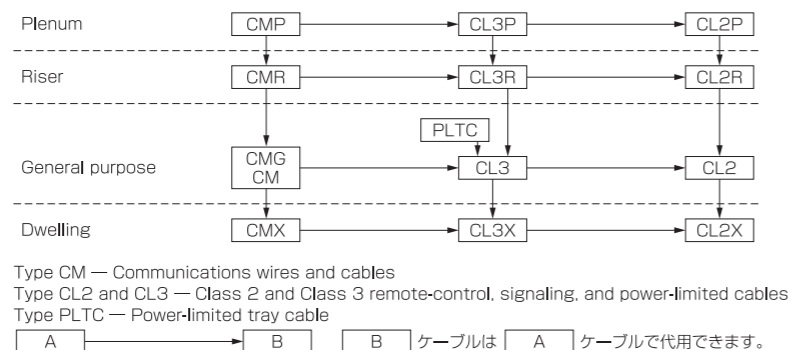 Plenum CMP CL3P CL2P
Riser CMR CL3R CL2R
PLTC
General purpose CMG CM CL3 CL2
Dwelling CMX CL3X CL2X
Type CM — Communications wires and cables
Type CL2 and CL3 — Class 2 and Class 3 remote-control, signaling, and power-limited cables
Type PLTC — Power-limited tray cable
A B B ケーブルは A ケーブルで代用できます。